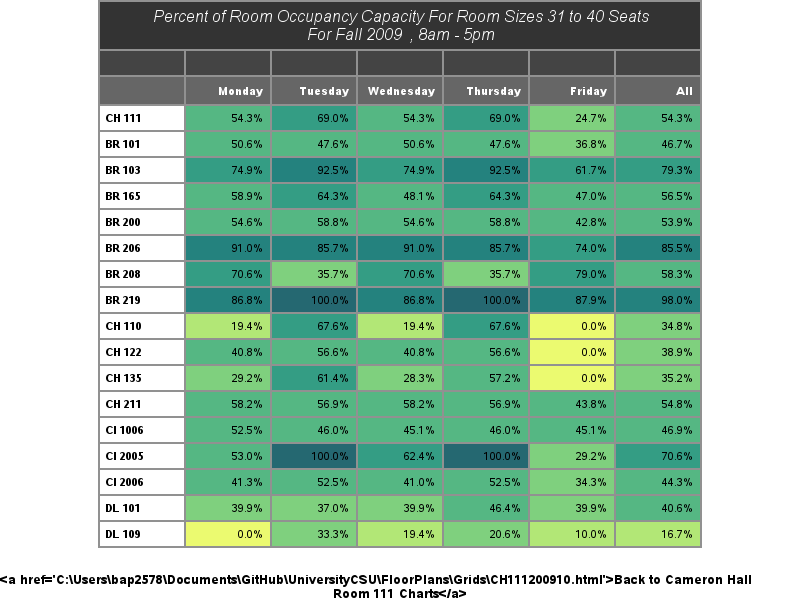 Percent of Room Occupancy Capacity For Room Sizes 31 to 40 Seats
For Fall 2009 , 8am - 5pm
Monday Tuesday Wednesday Thursday Friday All
CH 111 54.3% 69.0% 54.3% 69.0% 24.7% 54.3%
BR 101 50.6% 47.6% 50.6% 47.6% 36.8% 46.7%
BR 103 74.9% 92.5% 74.9% 92.5% 61.7% 79.3%
BR 165 58.9% 64.3% 48.1% 64.3% 47.0% 56.5%
BR 200 54.6% 58.8% 54.6% 58.8% 42.8% 53.9%
BR 206 91.0% 85.7% 91.0% 85.7% 74.0% 85.5%
BR 208 70.6% 35.7% 70.6% 35.7% 79.0% 58.3%
BR 219 86.8% 100.0% 86.8% 100.0% 87.9% 98.0%
CH 110 19.4% 67.6% 19.4% 67.6% 0.0% 34.8%
CH 122 40.8% 56.6% 40.8% 56.6% 0.0% 38.9%
CH 135 29.2% 61.4% 28.3% 57.2% 0.0% 35.2%
CH 211 58.2% 56.9% 58.2% 56.9% 43.8% 54.8%
CI 1006 52.5% 46.0% 45.1% 46.0% 45.1% 46.9%
CI 2005 53.0% 100.0% 62.4% 100.0% 29.2% 70.6%
CI 2006 41.3% 52.5% 41.0% 52.5% 34.3% 44.3%
DL 101 39.9% 37.0% 39.9% 46.4% 39.9% 40.6%
DL 109 0.0% 33.3% 19.4% 20.6% 10.0% 16.7%
<a href='C:\Users\bap2578\Documents\GitHub\UniversityCSU\FloorPlans\Grids\CH111200910.html'>Back to Cameron Hall
Room 111 Charts</a>